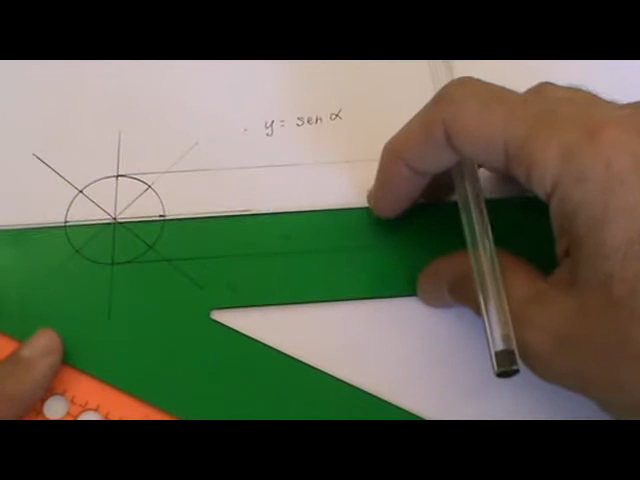 y = sen α